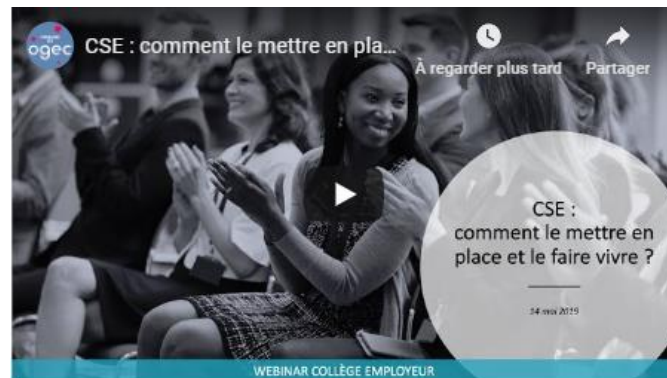 ogec
CSE : comment le mettre en pla...
À regarder plus tard
Partager
CSE :
comment le mettre en
place et le faire vivre ?
14 mai 2019
WEBINAR COLLÈGE EMPLOYEUR